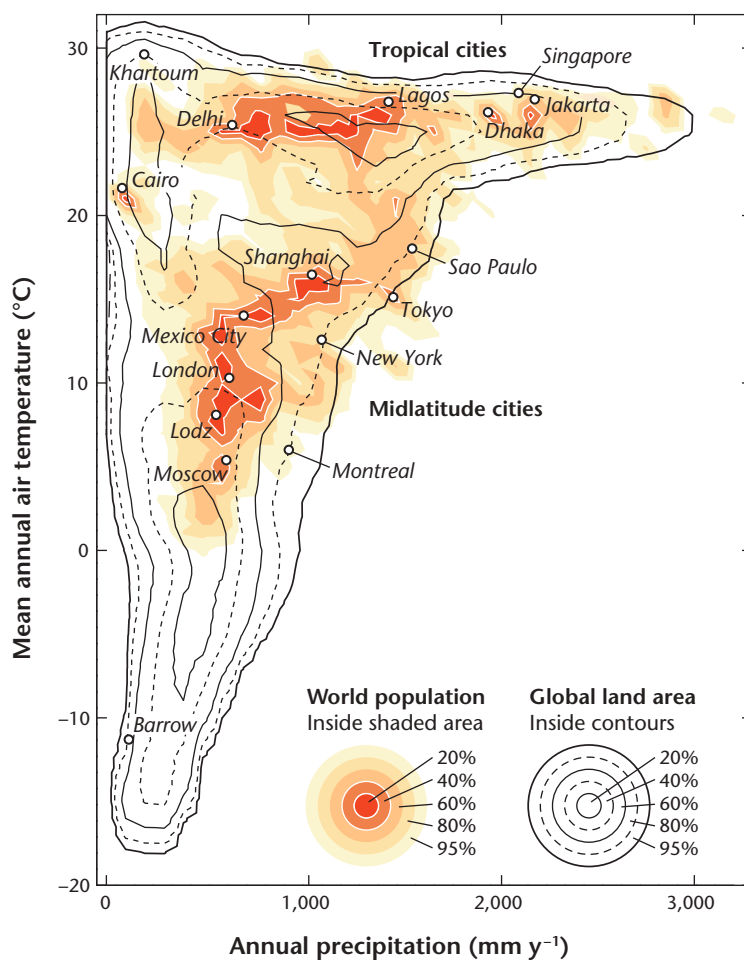 30
Tropical cities
Singapore
Khartoum
Lagos
Jakarta
Delhi
Dhaka
Cairo
20
Shanghai
Sao Paulo
Tokyo
Mexico City
New York
London
10
Midlatitude cities
Lodz
Moscow
Montreal
0
Mean annual air temperature (°C)
World population
Inside shaded area
20%
40%
60%
80%
95%
Global land area
Inside contours
20%
40%
60%
80%
95%
−10
Barrow
−20
0
1,000
2,000
3,000
Annual precipitation (mm y⁻¹)